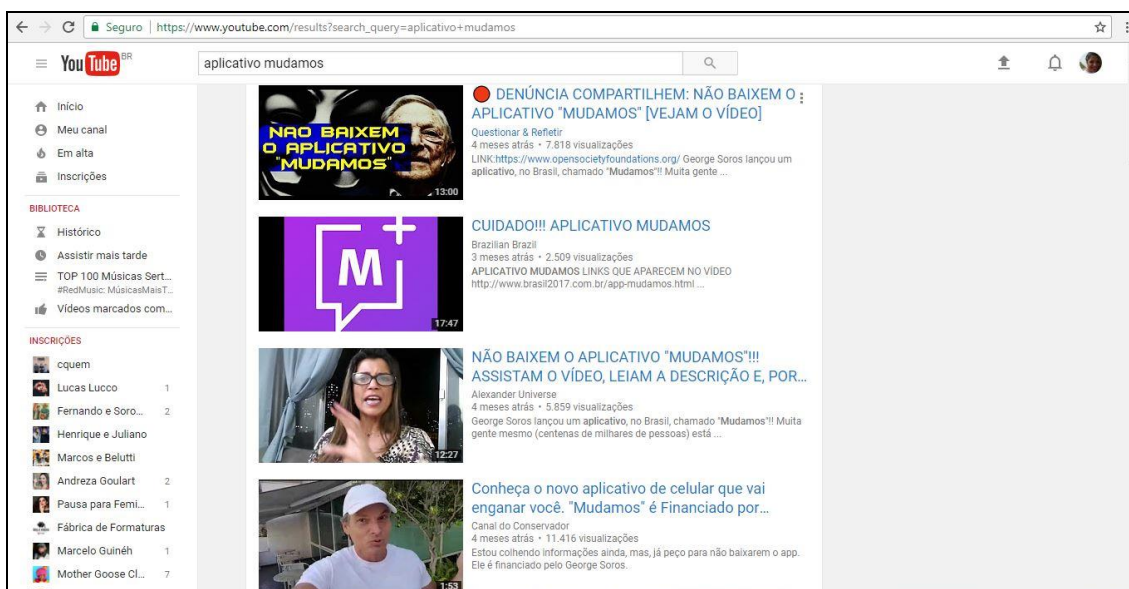 Seguro | https://www.youtube.com/results?search_query=aplicativo+mudamos
YouTube BR
aplicativo mudamos
Início
Meu canal
Em alta
Inscrições
BIBLIOTECA
Histórico
Assistir mais tarde
TOP 100 Músicas Sert...
#RedMusic: MúsicasMaisT...
Vídeos marcados com...
INSCRIÇÕES
cquem
Lucas Lucco 1
Fernando e Soro... 2
Henrique e Juliano
Marcos e Belutti
Andreza Goulart 2
Pausa para Femi... 1
Fábrica de Formaturas
Marcelo Guinéh 1
Mother Goose Cl... 7
NAO BAIXEM
O APLICATIVO
"MUDAMOS"
13:00
DENÚNCIA COMPARTILHEM: NÃO BAIXEM O
APLICATIVO "MUDAMOS" [VEJAM O VÍDEO]
Questionar & Refletir
4 meses atrás • 7.818 visualizações
LINK:https://www.opensocietyfoundations.org/ George Soros lançou um
aplicativo, no Brasil, chamado "Mudamos"!! Muita gente ...
M
17:47
CUIDADO!!! APLICATIVO MUDAMOS
Brazilian Brazil
3 meses atrás • 2.509 visualizações
APLICATIVO MUDAMOS LINKS QUE APARECEM NO VÍDEO
http://www.brasil2017.com.br/app-mudamos.html ...
12:27
NÃO BAIXEM O APLICATIVO "MUDAMOS"!!!
ASSISTAM O VÍDEO, LEIAM A DESCRIÇÃO E, POR...
Alexander Universe
4 meses atrás • 5.859 visualizações
George Soros lançou um aplicativo, no Brasil, chamado "Mudamos"!! Muita
gente mesmo (centenas de milhares de pessoas) está ...
1:53
Conheça o novo aplicativo de celular que vai
enganar você. "Mudamos" é Financiado por...
Canal do Conservador
4 meses atrás • 11.416 visualizações
Estou colhendo informações ainda, mas, já peço para não baixarem o app.
Ele é financiado pelo George Soros.